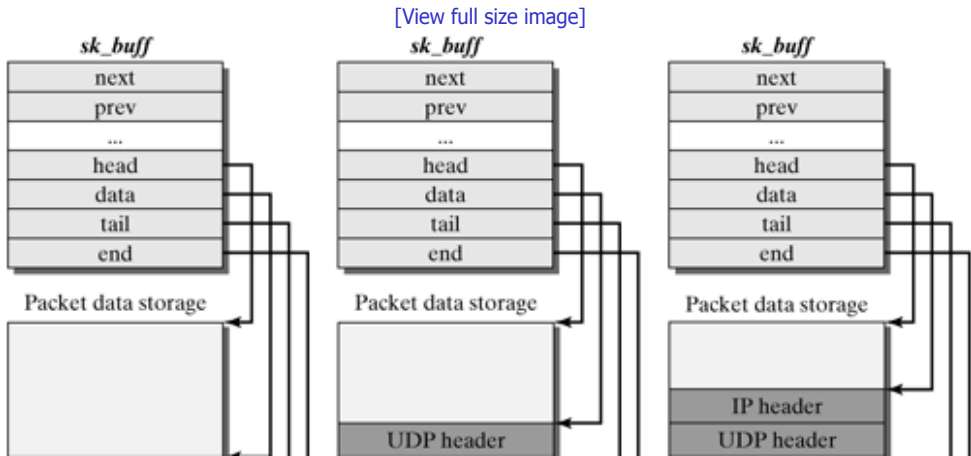 [View full size image]
sk_buff
next
prev
...
head
data
tail
end
Packet data storage
sk_buff
next
prev
...
head
data
tail
end
Packet data storage
UDP header
sk_buff
next
prev
...
head
data
tail
end
Packet data storage
IP header
UDP header